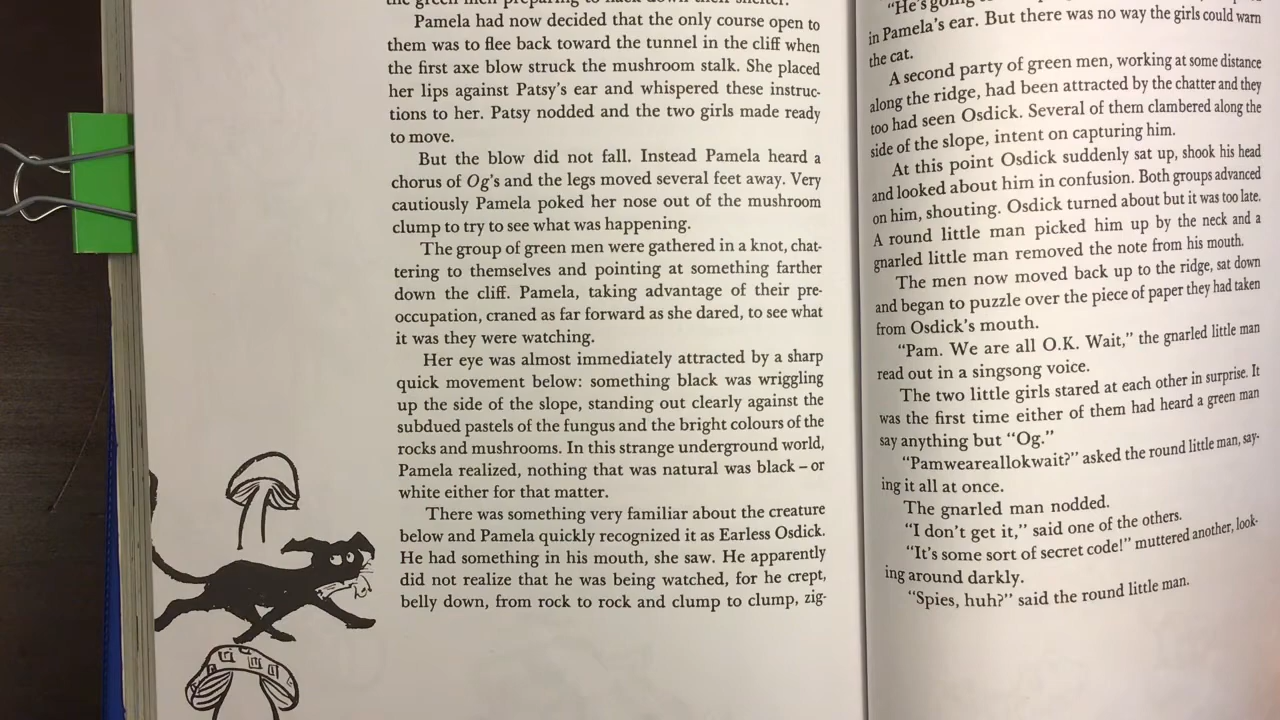 the green men preparing to hack down their shelter.
Pamela had now decided that the only course open to
them was to flee back toward the tunnel in the cliff when
the first axe blow struck the mushroom stalk. She placed
her lips against Patsy's ear and whispered these instruc-
tions to her. Patsy nodded and the two girls made ready
to move.
But the blow did not fall. Instead Pamela heard a
chorus of Og's and the legs moved several feet away. Very
cautiously Pamela poked her nose out of the mushroom
clump to try to see what was happening.
The group of green men were gathered in a knot, chat-
tering to themselves and pointing at something farther
down the cliff. Pamela, taking advantage of their pre-
occupation, craned as far forward as she dared, to see what
it was they were watching.
Her eye was almost immediately attracted by a sharp
quick movement below: something black was wriggling
up the side of the slope, standing out clearly against the
subdued pastels of the fungus and the bright colours of the
rocks and mushrooms. In this strange underground world,
Pamela realized, nothing that was natural was black – or
white either for that matter.
There was something very familiar about the creature
below and Pamela quickly recognized it as Earless Osdick.
He had something in his mouth, she saw. He apparently
did not realize that he was being watched, for he crept,
belly down, from rock to rock and clump to clump, zig-
"He's going
in Pamela's ear. But there was no way the girls could warn
the cat.
A second party of green men, working at some distance
along the ridge, had been attracted by the chatter and they
too had seen Osdick. Several of them clambered along the
side of the slope, intent on capturing him.
At this point Osdick suddenly sat up, shook his head
and looked about him in confusion. Both groups advanced
on him, shouting. Osdick turned about but it was too late.
A round little man picked him up by the neck and a
gnarled little man removed the note from his mouth.
The men now moved back up to the ridge, sat down
and began to puzzle over the piece of paper they had taken
from Osdick's mouth.
"Pam. We are all O.K. Wait," the gnarled little man
read out in a singsong voice.
The two little girls stared at each other in surprise. It
was the first time either of them had heard a green man
say anything but "Og."
"Pamweareallokwait?" asked the round little man, say-
ing it all at once.
The gnarled man nodded.
"I don't get it," said one of the others.
"It's some sort of secret code!" muttered another, look-
ing around darkly.
"Spies, huh?" said the round little man.